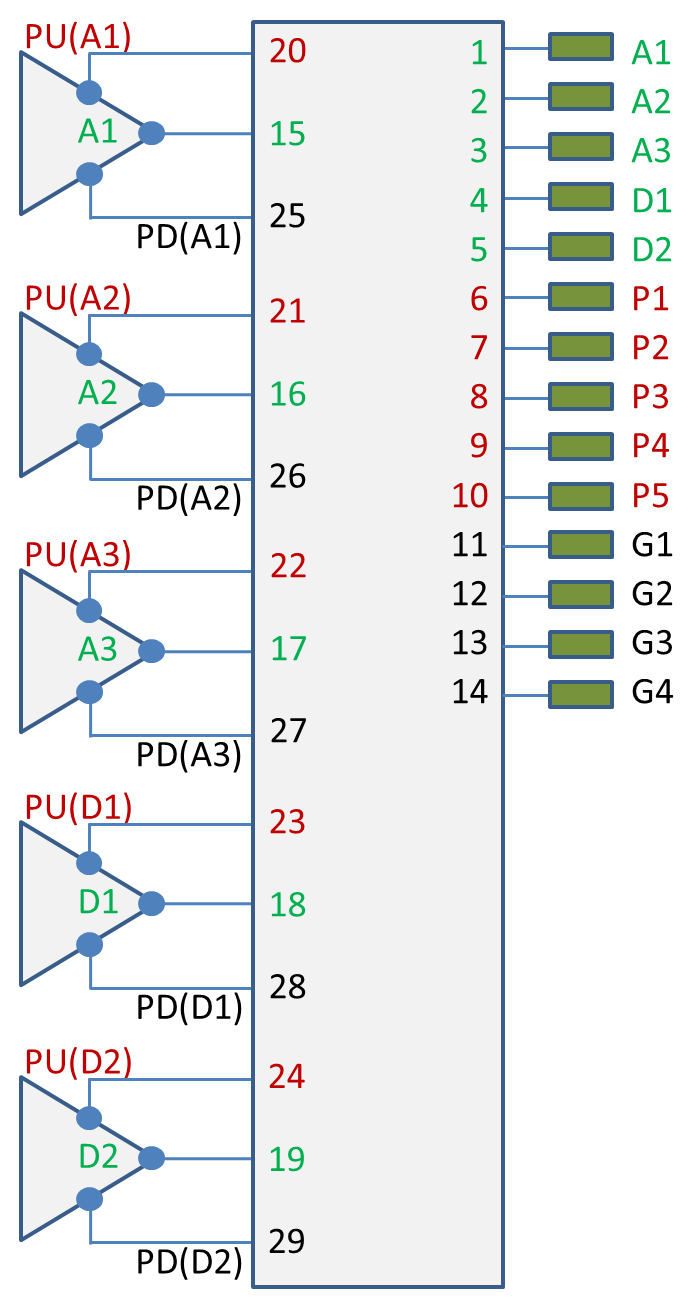 PU(A1)
20
1
A1
2
A2
A1
15
3
A3
4
D1
25
PD(A1)
5
D2
PU(A2)
21
6
P1
7
P2
A2
16
8
P3
9
P4
26
PD(A2)
10
P5
PU(A3)
22
11
G1
12
G2
A3
17
13
G3
14
G4
27
PD(A3)
PU(D1)
23
D1
18
28
PD(D1)
PU(D2)
24
D2
19
29
PD(D2)